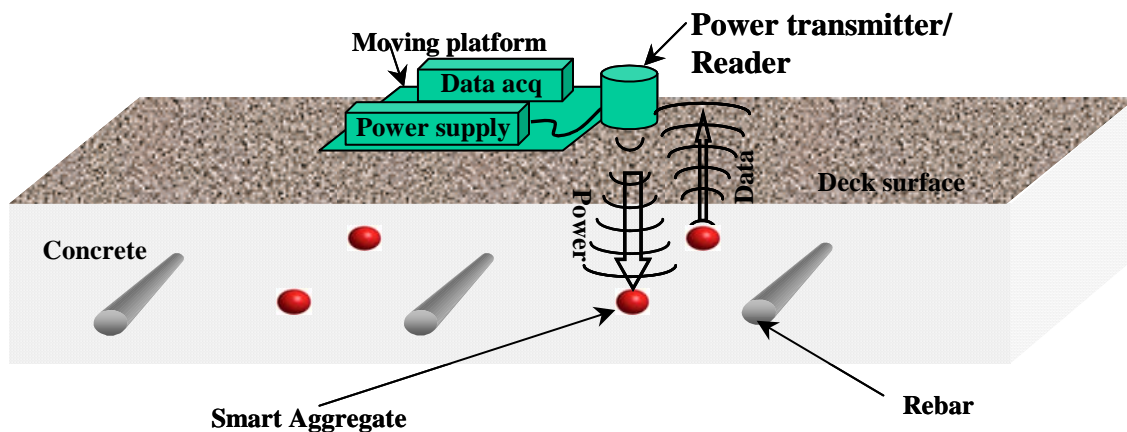 Power transmitter/
Reader
Moving platform
Data acq
Power supply
Data
Deck surface
Power
Concrete
Smart Aggregate
Rebar